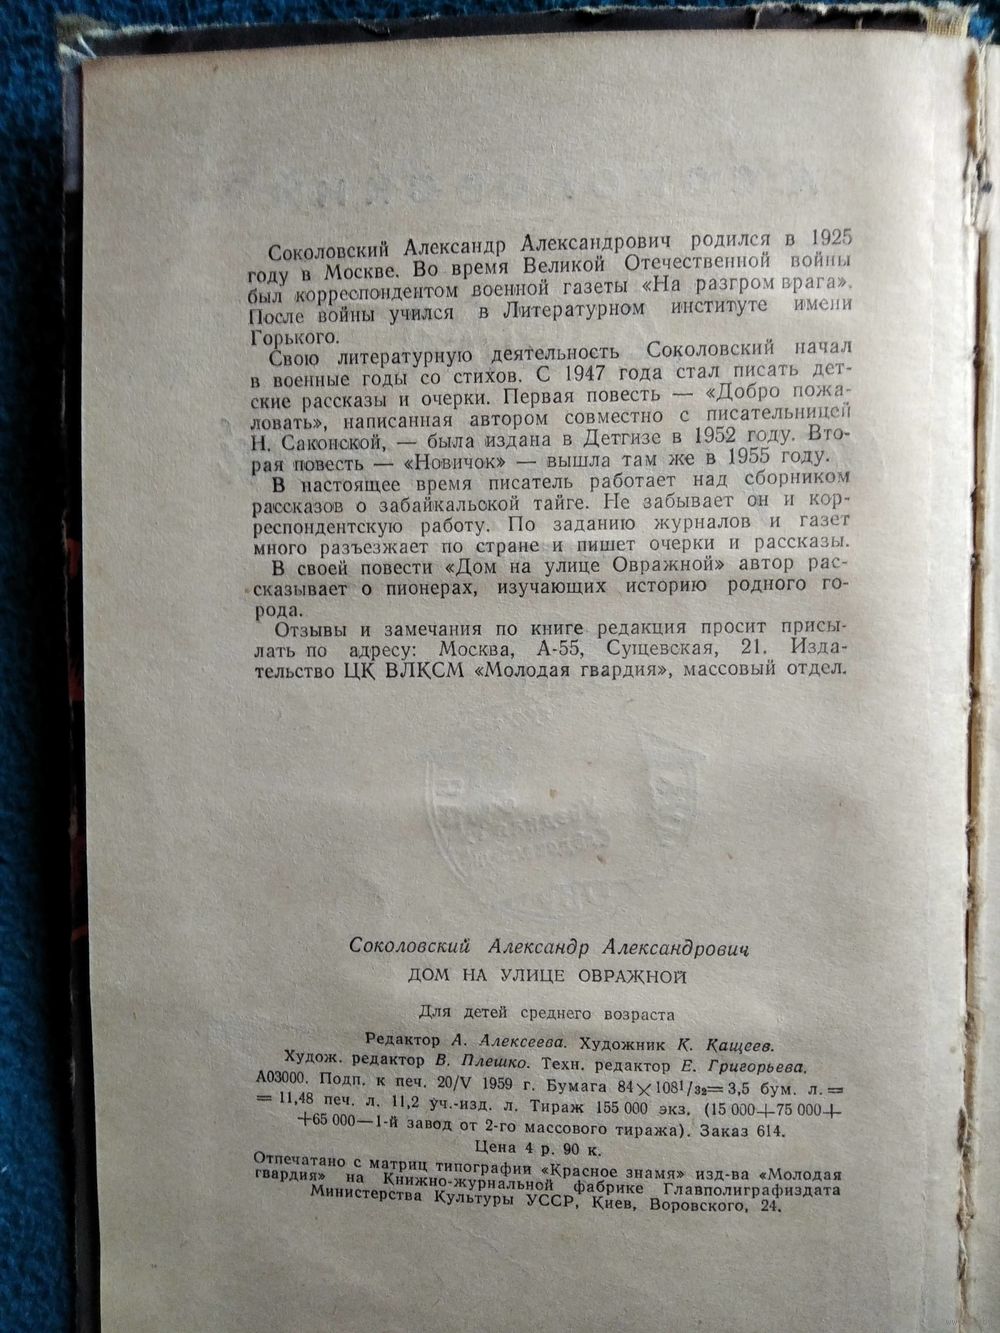 Соколовский Александр Александрович родился в 1925
году в Москве. Во время Великой Отечественной войны
был корреспондентом военной газеты «На разгром врага».
После войны учился в Литературном институте имени
Горького.
Свою литературную деятельность Соколовский начал
в военные годы со стихов. С 1947 года стал писать дет-
ские рассказы и очерки. Первая повесть — «Добро пожа-
ловать», написанная автором совместно с писательницей
Н. Саконской, — была издана в Детгизе в 1952 году. Вто-
рая повесть — «Новичок» — вышла там же в 1955 году.
В настоящее время писатель работает над сборником
рассказов о забайкальской тайге. Не забывает он и кор-
респондентскую работу. По заданию журналов и газет
много разъезжает по стране и пишет очерки и рассказы.
В своей повести «Дом на улице Овражной» автор рас-
сказывает о пионерах, изучающих историю родного го-
рода.
Отзывы и замечания по книге редакция просит присы-
лать по адресу: Москва, А-55, Сущевская, 21. Изда-
тельство ЦК ВЛКСМ «Молодая гвардия», массовый отдел.
Соколовский Александр Александрович
ДОМ НА УЛИЦЕ ОВРАЖНОЙ
Для детей среднего возраста
Редактор А. Алексеева. Художник К. Кащеев.
Худож. редактор В. Плешко. Техн. редактор Е. Григорьева.
А03000. Подп. к печ. 20/V 1959 г. Бумага 84×108¹/₃₂=3,5 бум. л.=
= 11,48 печ. л. 11,2 уч.-изд. л. Тираж 155 000 экз. (15 000+75 000+
+65 000—1-й завод от 2-го массового тиража). Заказ 614.
Цена 4 р. 90 к.
Отпечатано с матриц типографии «Красное знамя» изд-ва «Молодая
гвардия» на Книжно-журнальной фабрике Главполиграфиздата
Министерства Культуры УССР, Киев, Воровского, 24.